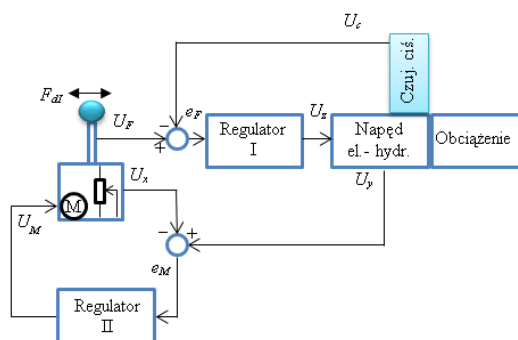 U_c
Czuj. ciś.
F_dI
U_F
−
+
e_F
Regulator
I
U_z
Napęd
el.- hydr.
Obciążenie
U_x
U_y
M
U_M
−
+
e_M
Regulator
II